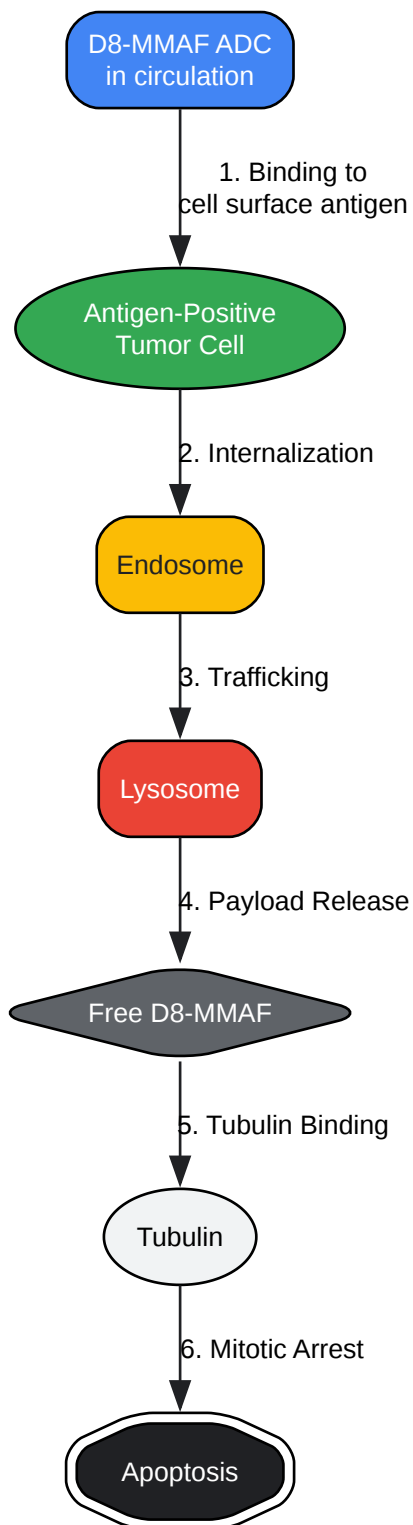 D8-MMAF ADC
in circulation
1. Binding to
cell surface antigen
Antigen-Positive
Tumor Cell
2. Internalization
Endosome
3. Trafficking
Lysosome
4. Payload Release
Free D8-MMAF
5. Tubulin Binding
Tubulin
6. Mitotic Arrest
Apoptosis